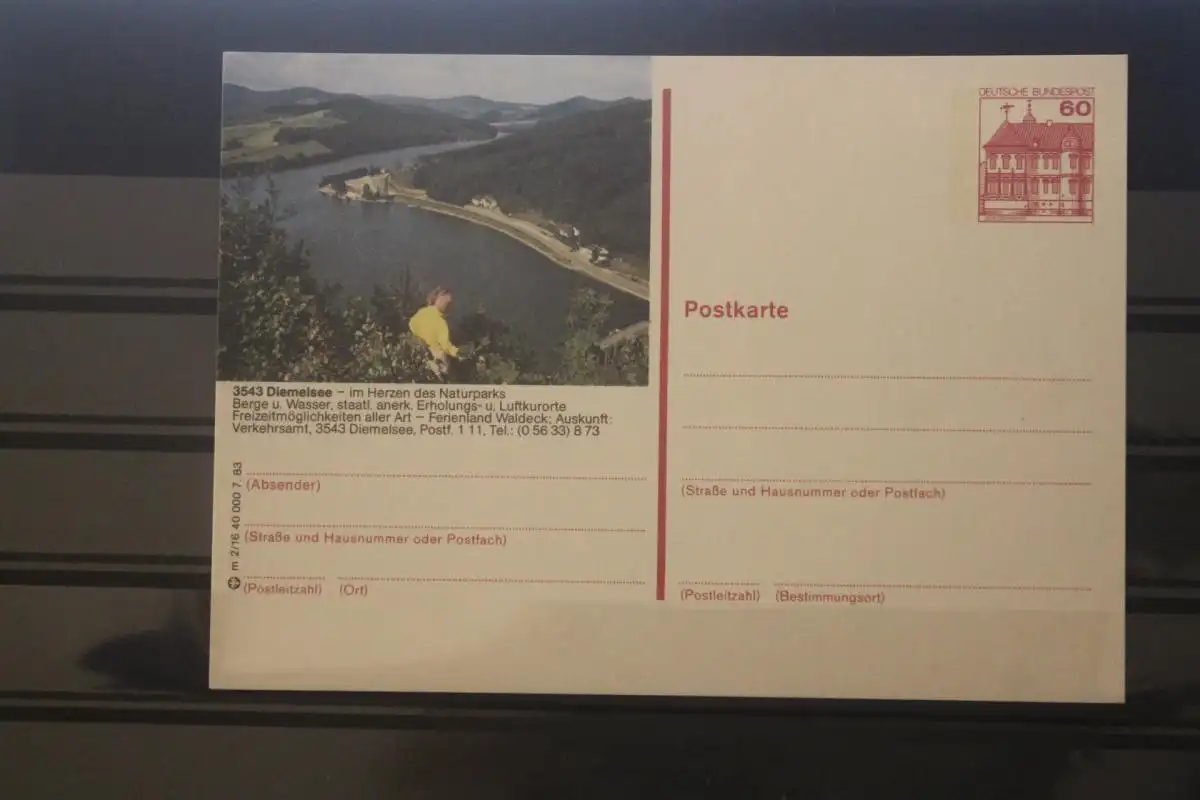 DEUTSCHE BUNDESPOST
60
3543 Diemelsee – im Herzen des Naturparks
Berge u. Wasser, staatl. anerk. Erholungs- u. Luftkurorte
Freizeitmöglichkeiten aller Art – Ferienland Waldeck; Auskunft:
Verkehrsamt, 3543 Diemelsee, Postf. 1 11, Tel.: (0 56 33) 8 73
m 2/16 40 000 7. 83
(Absender)
(Straße und Hausnummer oder Postfach)
(Postleitzahl) (Ort)
Postkarte
(Straße und Hausnummer oder Postfach)
(Postleitzahl) (Bestimmungsort)